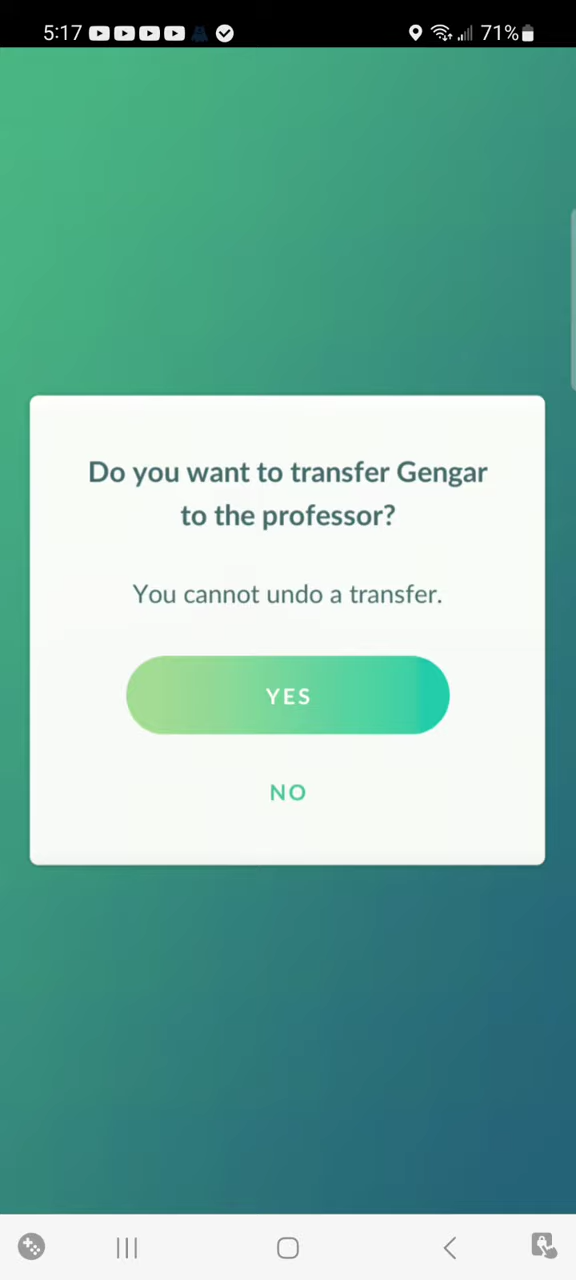 5:17
71%
Do you want to transfer Gengar
to the professor?
You cannot undo a transfer.
YES
NO